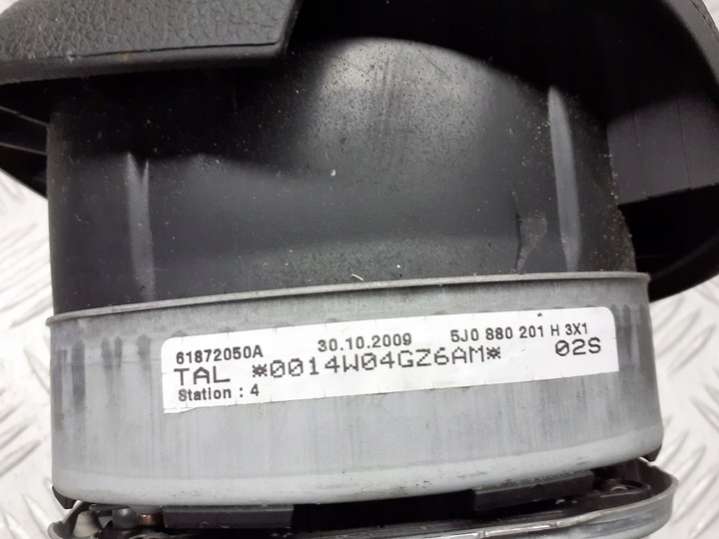 61872050A 30.10.2009 5J0 880 201 H 3X1
TAL *0014W04GZ6AM* 02S
Station : 4